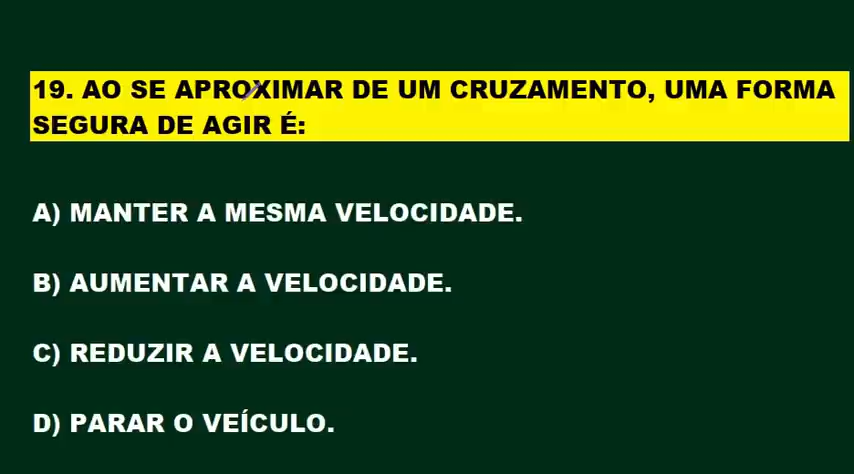 19. AO SE APROXIMAR DE UM CRUZAMENTO, UMA FORMA
SEGURA DE AGIR É:
A) MANTER A MESMA VELOCIDADE.
B) AUMENTAR A VELOCIDADE.
C) REDUZIR A VELOCIDADE.
D) PARAR O VEÍCULO.